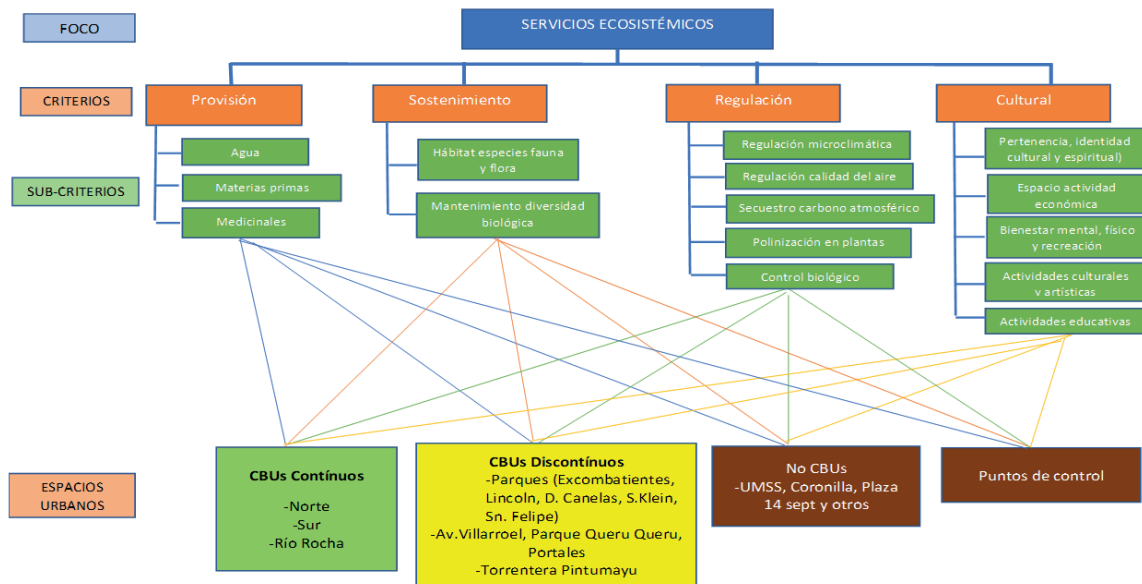 FOCO
SERVICIOS ECOSISTÉMICOS
CRITERIOS
Provisión
Sostenimiento
Regulación
Cultural
SUB-CRITERIOS
Agua
Materias primas
Medicinales
Hábitat especies fauna
y flora
Mantenimiento diversidad
biológica
Regulación microclimática
Regulación calidad del aire
Secuestro carbono atmosférico
Polinización en plantas
Control biológico
Pertenencia, identidad
cultural y espiritual)
Espacio actividad
económica
Bienestar mental, físico
y recreación
Actividades culturales
y artísticas
Actividades educativas
ESPACIOS
URBANOS
CBUs Contínuos
-Norte
-Sur
-Río Rocha
CBUs Discontínuos
-Parques (Excombatientes,
Lincoln, D. Canelas, S.Klein,
Sn. Felipe)
-Av.Villarroel, Parque Queru Queru,
Portales
-Torrentera Pintumayu
No CBUs
-UMSS, Coronilla, Plaza
14 sept y otros
Puntos de control